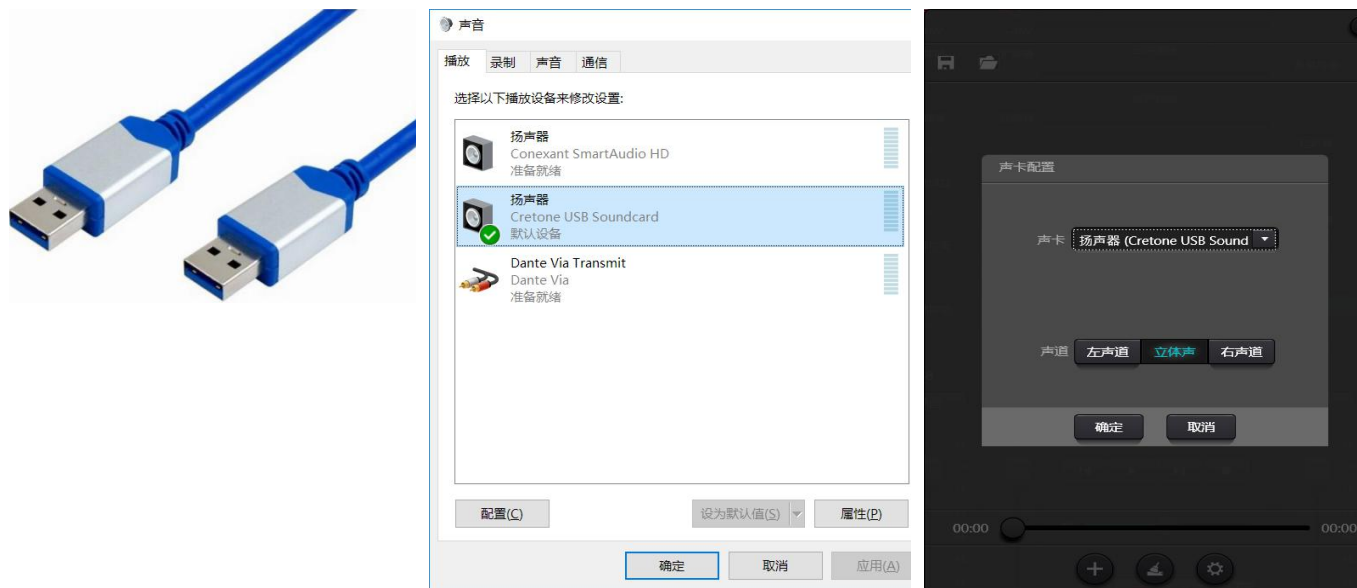 声音
播放 录制 声音 通信
选择以下播放设备来修改设置:
扬声器
Conexant SmartAudio HD
准备就绪
扬声器
Cretone USB Soundcard
默认设备
Dante Via Transmit
Dante Via
准备就绪
配置(C) 设为默认值(S) 属性(P)
确定 取消 应用(A)
声卡配置
声卡 扬声器 (Cretone USB Sound
声道 左声道 立体声 右声道
确定 取消
00:00 00:00